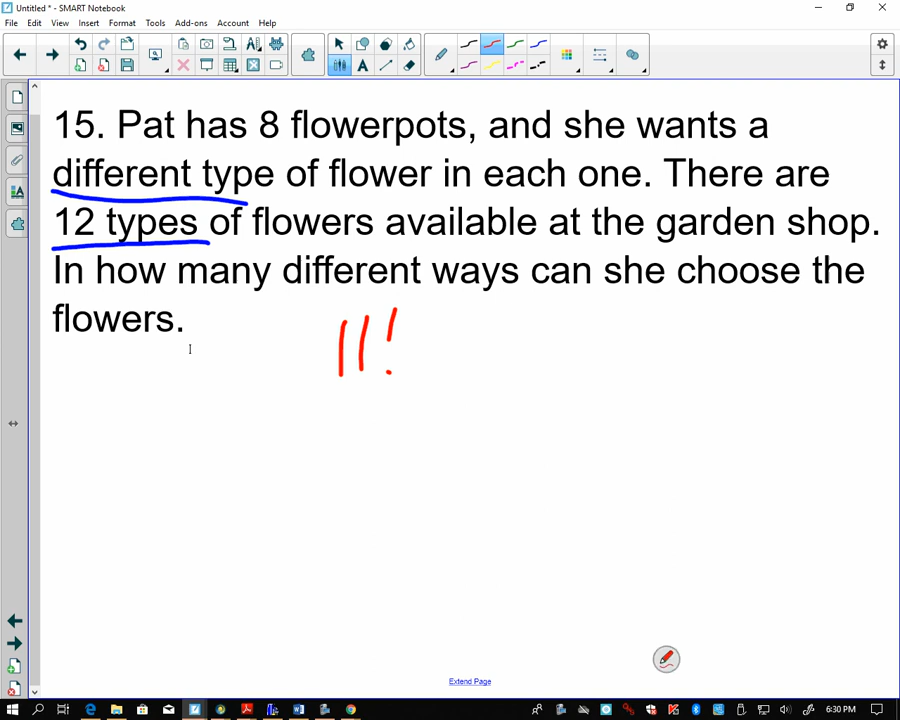 Untitled * - SMART Notebook
File Edit View Insert Format Tools Add-ons Account Help
15. Pat has 8 flowerpots, and she wants a
different type of flower in each one. There are
12 types of flowers available at the garden shop.
In how many different ways can she choose the
flowers.
11!
Extend Page
6:30 PM